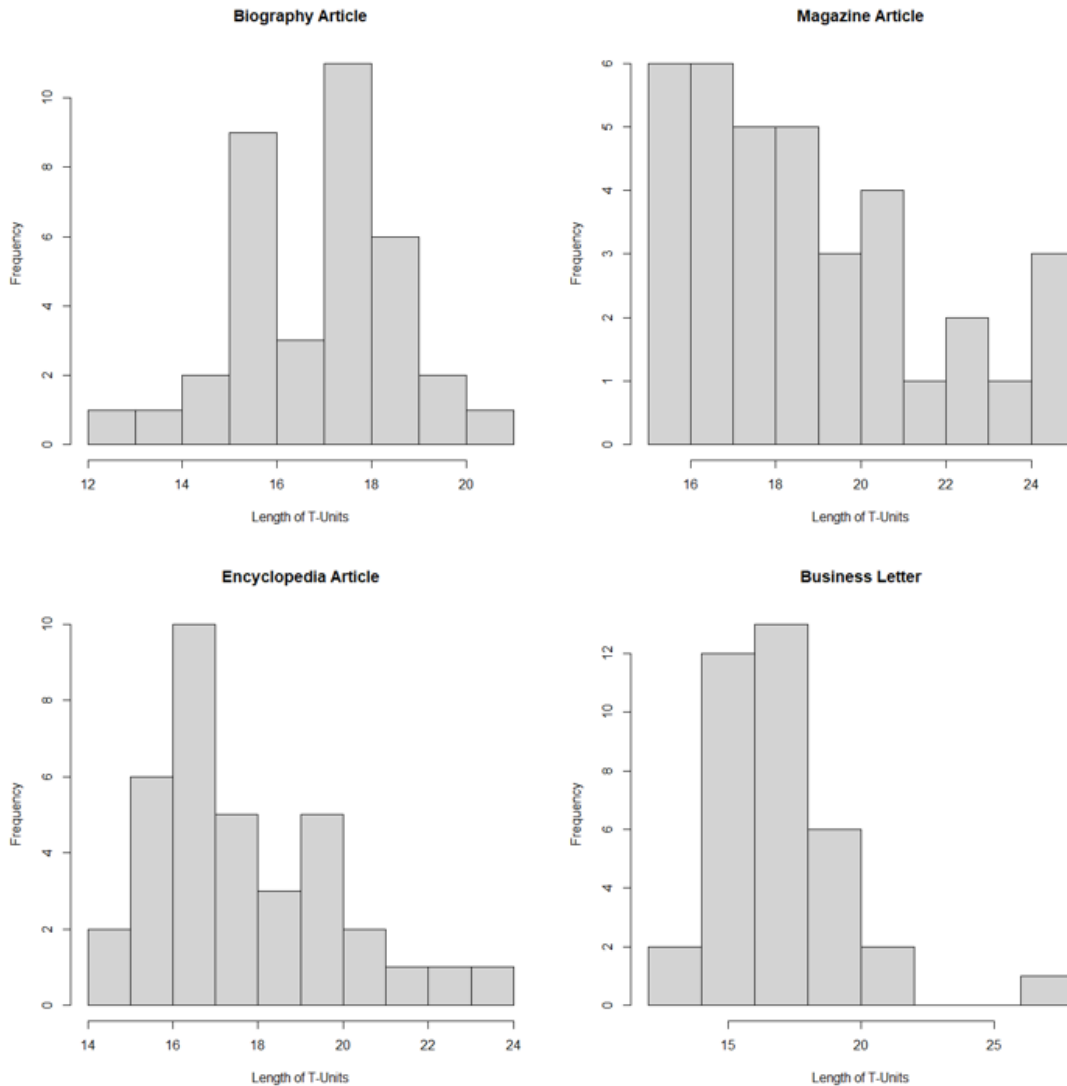 Biography Article
Frequency
0 2 4 6 8 10
12 14 16 18 20
Length of T-Units
Magazine Article
Frequency
0 1 2 3 4 5 6
16 18 20 22 24
Length of T-Units
Encyclopedia Article
Frequency
0 2 4 6 8 10
14 16 18 20 22 24
Length of T-Units
Business Letter
Frequency
0 2 4 6 8 10 12
15 20 25
Length of T-Units